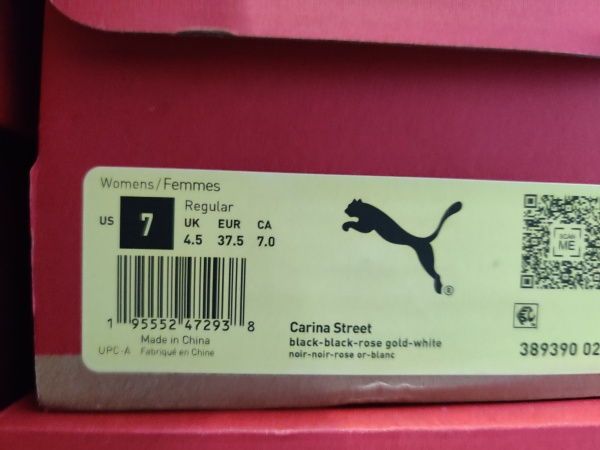 Womens/Femmes
US 7 Regular
UK EUR CA
4.5 37.5 7.0
1 95552 47293 8
Made in China
UPC-A Fabriqué en Chine
®
Carina Street
black-black-rose gold-white
noir-noir-rose or-blanc
SCAN
ME
389390 02